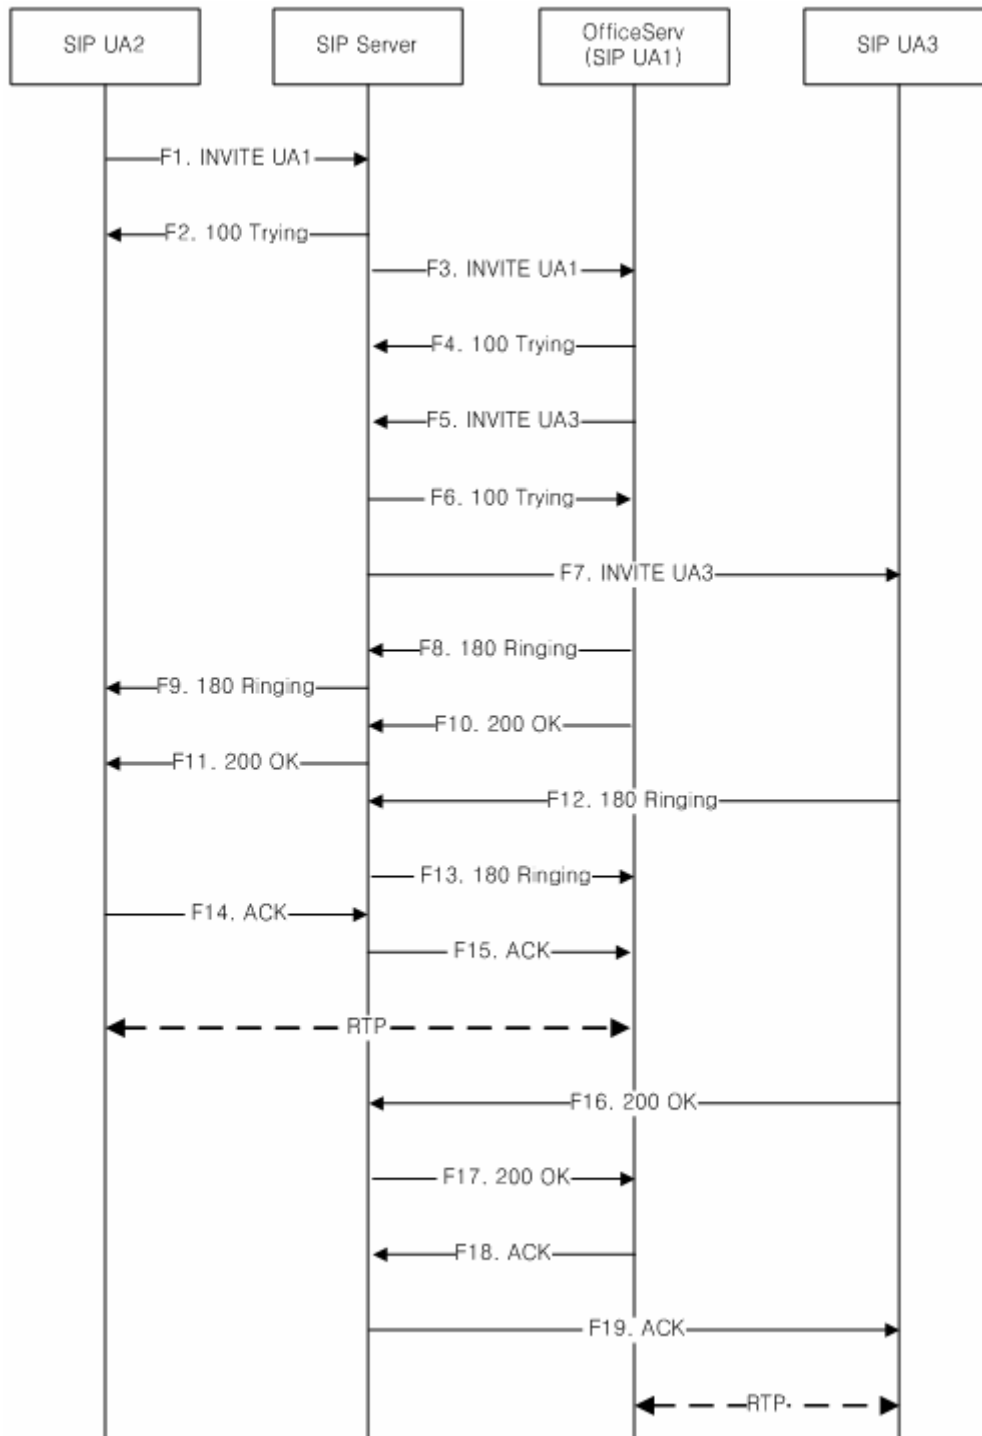 SIP UA2
SIP Server
OfficeServ
(SIP UA1)
SIP UA3
F1. INVITE UA1
F2. 100 Trying
F3. INVITE UA1
F4. 100 Trying
F5. INVITE UA3
F6. 100 Trying
F7. INVITE UA3
F8. 180 Ringing
F9. 180 Ringing
F10. 200 OK
F11. 200 OK
F12. 180 Ringing
F13. 180 Ringing
F14. ACK
F15. ACK
RTP
F16. 200 OK
F17. 200 OK
F18. ACK
F19. ACK
RTP